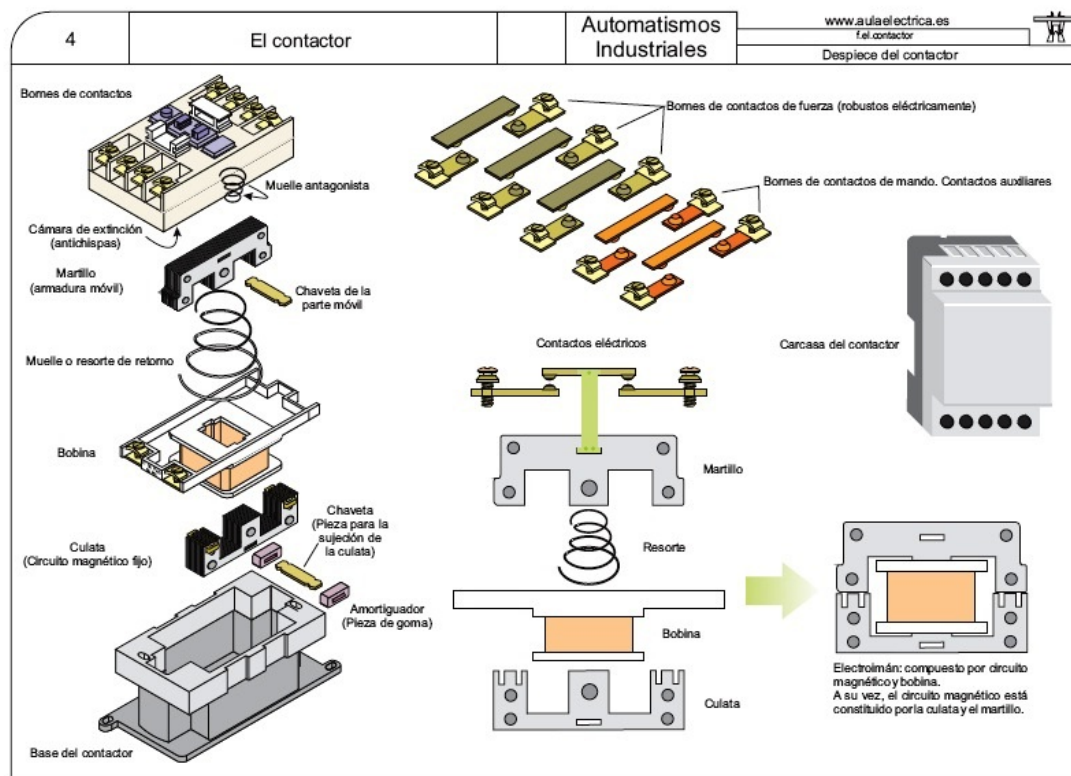 4
El contactor
Automatismos
Industriales
www.aulaelectrica.es
f.el.contactor
Despiece del contactor
Bornes de contactos
Muelle antagonista
Cámara de extinción
(antichispas)
Martillo
(armadura móvil)
Chaveta de la
parte móvil
Muelle o resorte de retorno
Bobina
Chaveta
(Pieza para la
sujeción de
la culata)
Culata
(Circuito magnético fijo)
Amortiguador
(Pieza de goma)
Base del contactor
Bornes de contactos de fuerza (robustos eléctricamente)
Bornes de contactos de mando. Contactos auxiliares
Contactos eléctricos
Martillo
Resorte
Bobina
Culata
Carcasa del contactor
Electroimán: compuesto por circuito
magnético y bobina.
A su vez, el circuito magnético está
constituido por la culata y el martillo.